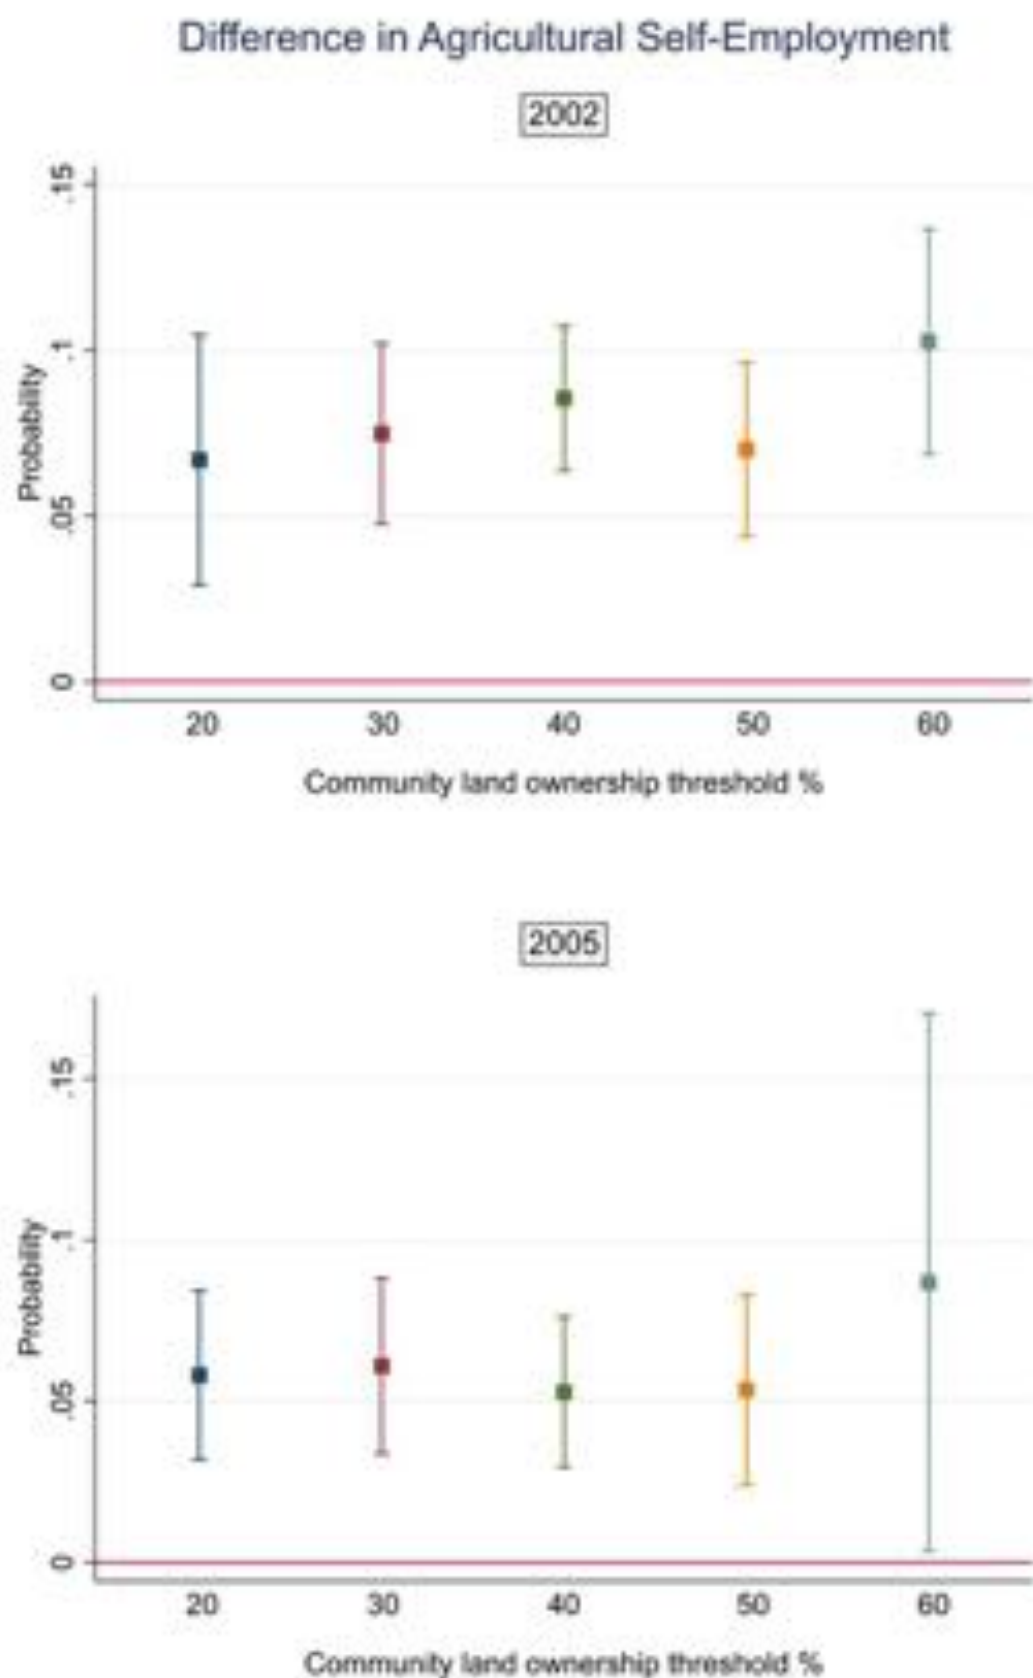 Difference in Agricultural Self-Employment
2002
.15
.1
.05
0
Probability
20 30 40 50 60
Community land ownership threshold %
2005
.15
.1
.05
0
Probability
20 30 40 50 60
Community land ownership threshold %